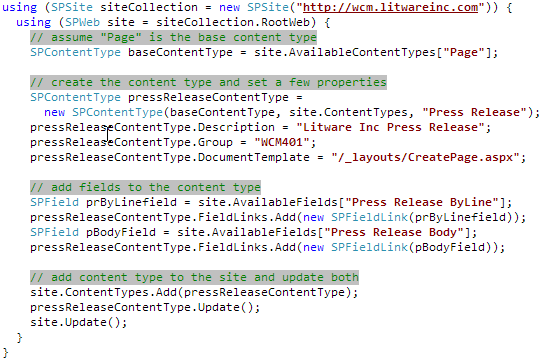 using (SPSite siteCollection = new SPSite("http://wcm.litwareinc.com")) {
using (SPWeb site = siteCollection.RootWeb) {
// assume "Page" is the base content type
SPContentType baseContentType = site.AvailableContentTypes["Page"];
// create the content type and set a few properties
SPContentType pressReleaseContentType =
new SPContentType(baseContentType, site.ContentTypes, "Press Release");
pressReleaseContentType.Description = "Litware Inc Press Release";
pressReleaseContentType.Group = "WCM401";
pressReleaseContentType.DocumentTemplate = "/_layouts/CreatePage.aspx";
// add fields to the content type
SPField prByLinefield = site.AvailableFields["Press Release ByLine"];
pressReleaseContentType.FieldLinks.Add(new SPFieldLink(prByLinefield));
SPField pBodyField = site.AvailableFields["Press Release Body"];
pressReleaseContentType.FieldLinks.Add(new SPFieldLink(pBodyField));
// add content type to the site and update both
site.ContentTypes.Add(pressReleaseContentType);
pressReleaseContentType.Update();
site.Update();
}
}